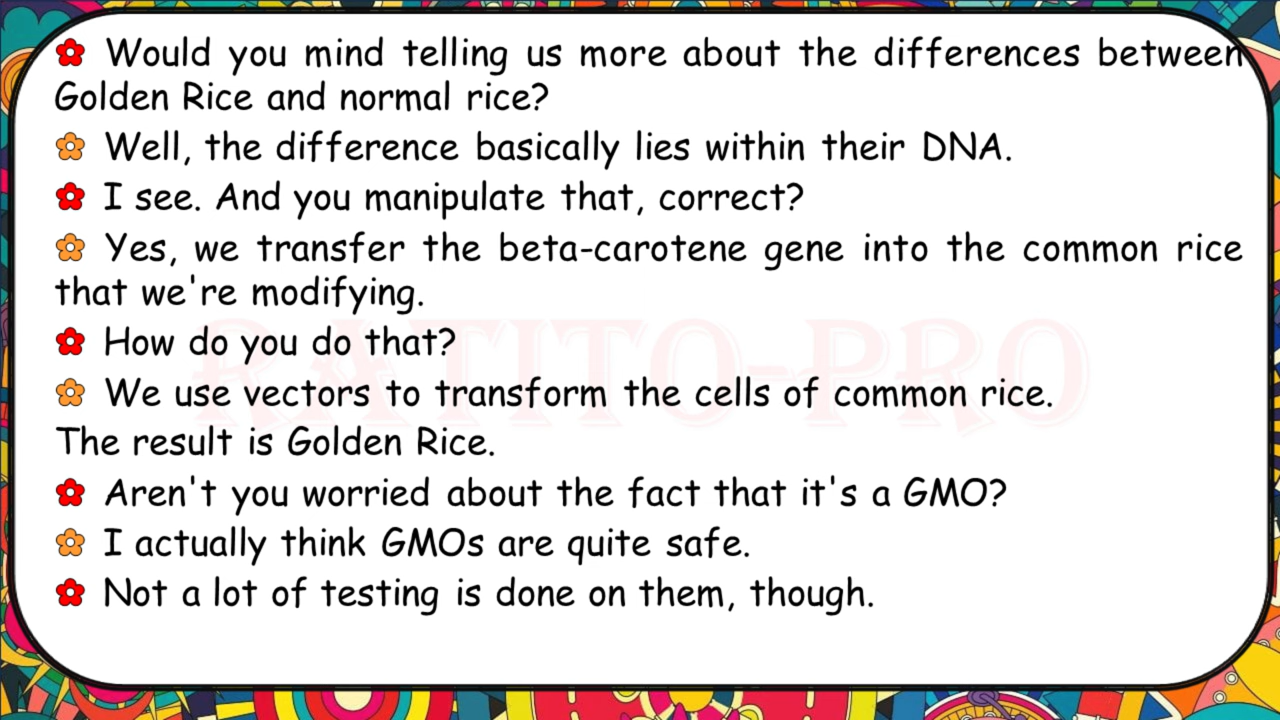 Would you mind telling us more about the differences between
Golden Rice and normal rice?
Well, the difference basically lies within their DNA.
I see. And you manipulate that, correct?
Yes, we transfer the beta-carotene gene into the common rice
that we're modifying.
How do you do that?
We use vectors to transform the cells of common rice.
The result is Golden Rice.
Aren't you worried about the fact that it's a GMO?
I actually think GMOs are quite safe.
Not a lot of testing is done on them, though.
RATITO-PRO